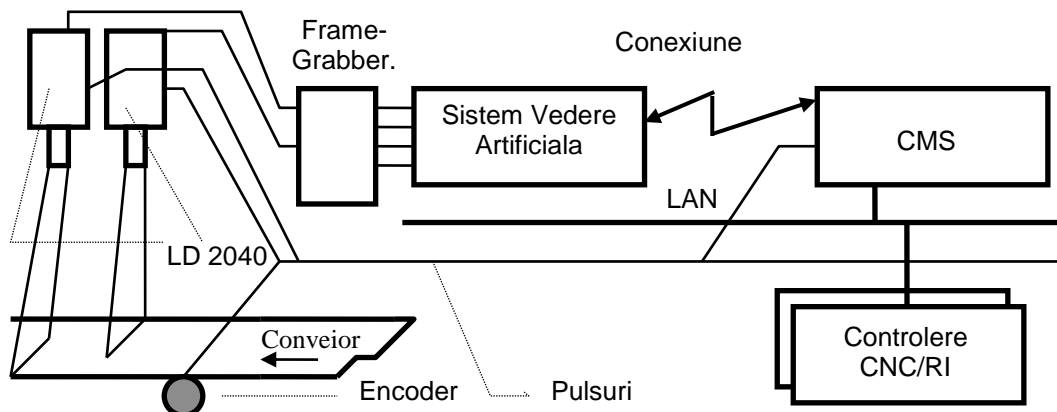 Frame-
Grabber.
Conexiune
Sistem Vedere
Artificiala
CMS
LAN
LD 2040
Conveior
Controlere
CNC/RI
Encoder
Pulsuri